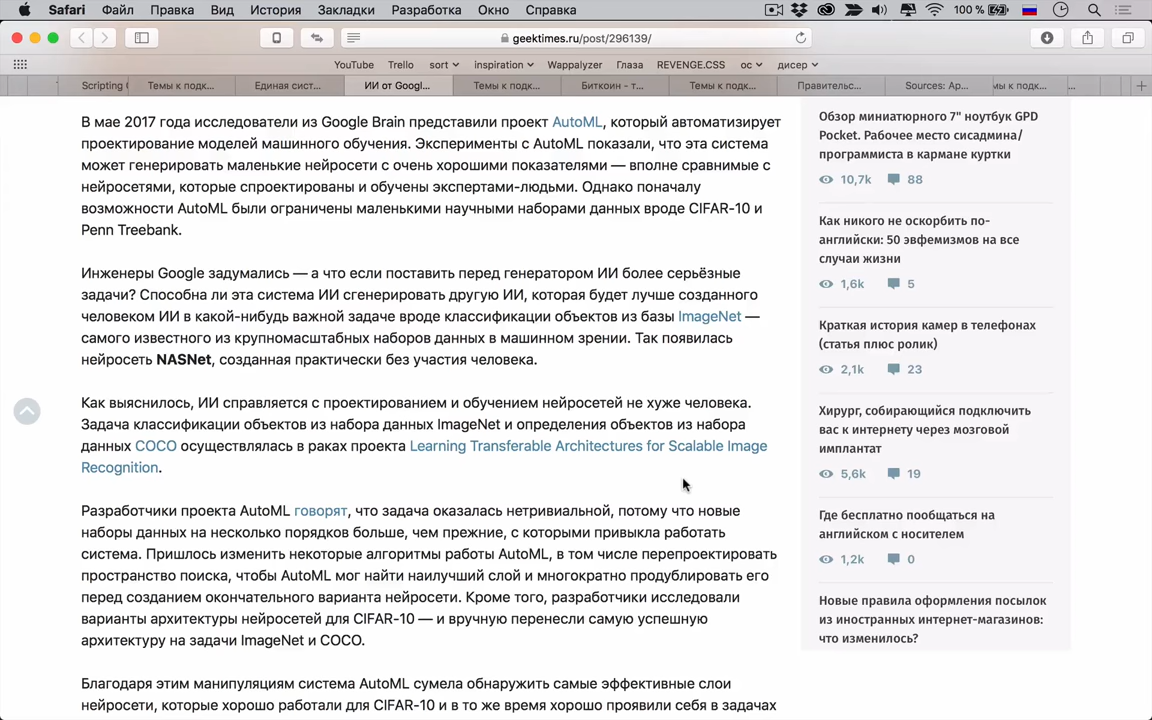 Safari Файл Правка Вид История Закладки Разработка Окно Справка 100 %
geektimes.ru/post/296139/
YouTube Trello sort inspiration Wappalyzer Глаза REVENGE.CSS ос дисер
Scripting Темы к подк... Единая сист... ИИ от Googl... Темы к подк... Биткоин - т... Темы к подк... Правительс... Sources: Ap... мы к подк...
В мае 2017 года исследователи из Google Brain представили проект AutoML, который автоматизирует
проектирование моделей машинного обучения. Эксперименты с AutoML показали, что эта система
может генерировать маленькие нейросети с очень хорошими показателями — вполне сравнимые с
нейросетями, которые спроектированы и обучены экспертами-людьми. Однако поначалу
возможности AutoML были ограничены маленькими научными наборами данных вроде CIFAR-10 и
Penn Treebank.
Инженеры Google задумались — а что если поставить перед генератором ИИ более серьёзные
задачи? Способна ли эта система ИИ сгенерировать другую ИИ, которая будет лучше созданного
человеком ИИ в какой-нибудь важной задаче вроде классификации объектов из базы ImageNet —
самого известного из крупномасштабных наборов данных в машинном зрении. Так появилась
нейросеть NASNet, созданная практически без участия человека.
Как выяснилось, ИИ справляется с проектированием и обучением нейросетей не хуже человека.
Задача классификации объектов из набора данных ImageNet и определения объектов из набора
данных COCO осуществлялась в раках проекта Learning Transferable Architectures for Scalable Image
Recognition.
Разработчики проекта AutoML говорят, что задача оказалась нетривиальной, потому что новые
наборы данных на несколько порядков больше, чем прежние, с которыми привыкла работать
система. Пришлось изменить некоторые алгоритмы работы AutoML, в том числе перепроектировать
пространство поиска, чтобы AutoML мог найти наилучший слой и многократно продублировать его
перед созданием окончательного варианта нейросети. Кроме того, разработчики исследовали
варианты архитектуры нейросетей для CIFAR-10 — и вручную перенесли самую успешную
архитектуру на задачи ImageNet и COCO.
Благодаря этим манипуляциям система AutoML сумела обнаружить самые эффективные слои
нейросети, которые хорошо работали для CIFAR-10 и в то же время хорошо проявили себя в задачах
Обзор миниатюрного 7" ноутбук GPD
Pocket. Рабочее место сисадмина/
программиста в кармане куртки
10,7k 88
Как никого не оскорбить по-
английски: 50 эвфемизмов на все
случаи жизни
1,6k 5
Краткая история камер в телефонах
(статья плюс ролик)
2,1k 23
Хирург, собирающийся подключить
вас к интернету через мозговой
имплантат
5,6k 19
Где бесплатно пообщаться на
английском с носителем
1,2k 0
Новые правила оформления посылок
из иностранных интернет-магазинов:
что изменилось?